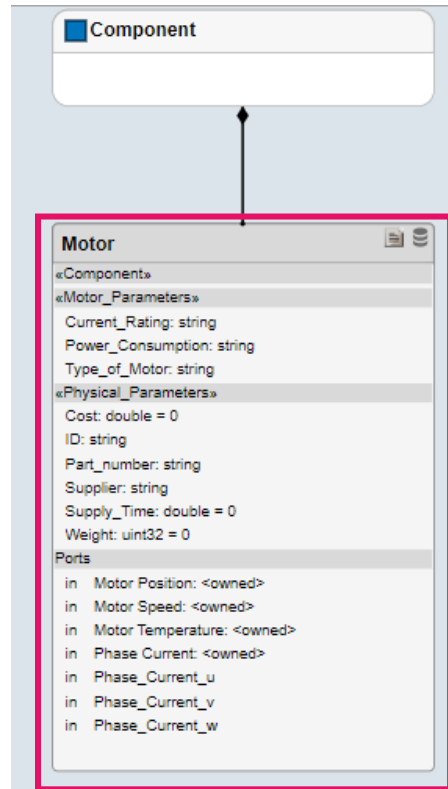 Component
Motor
«Component»
«Motor_Parameters»
Current_Rating: string
Power_Consumption: string
Type_of_Motor: string
«Physical_Parameters»
Cost: double = 0
ID: string
Part_number: string
Supplier: string
Supply_Time: double = 0
Weight: uint32 = 0
Ports
in Motor Position: <owned>
in Motor Speed: <owned>
in Motor Temperature: <owned>
in Phase Current: <owned>
in Phase_Current_u
in Phase_Current_v
in Phase_Current_w